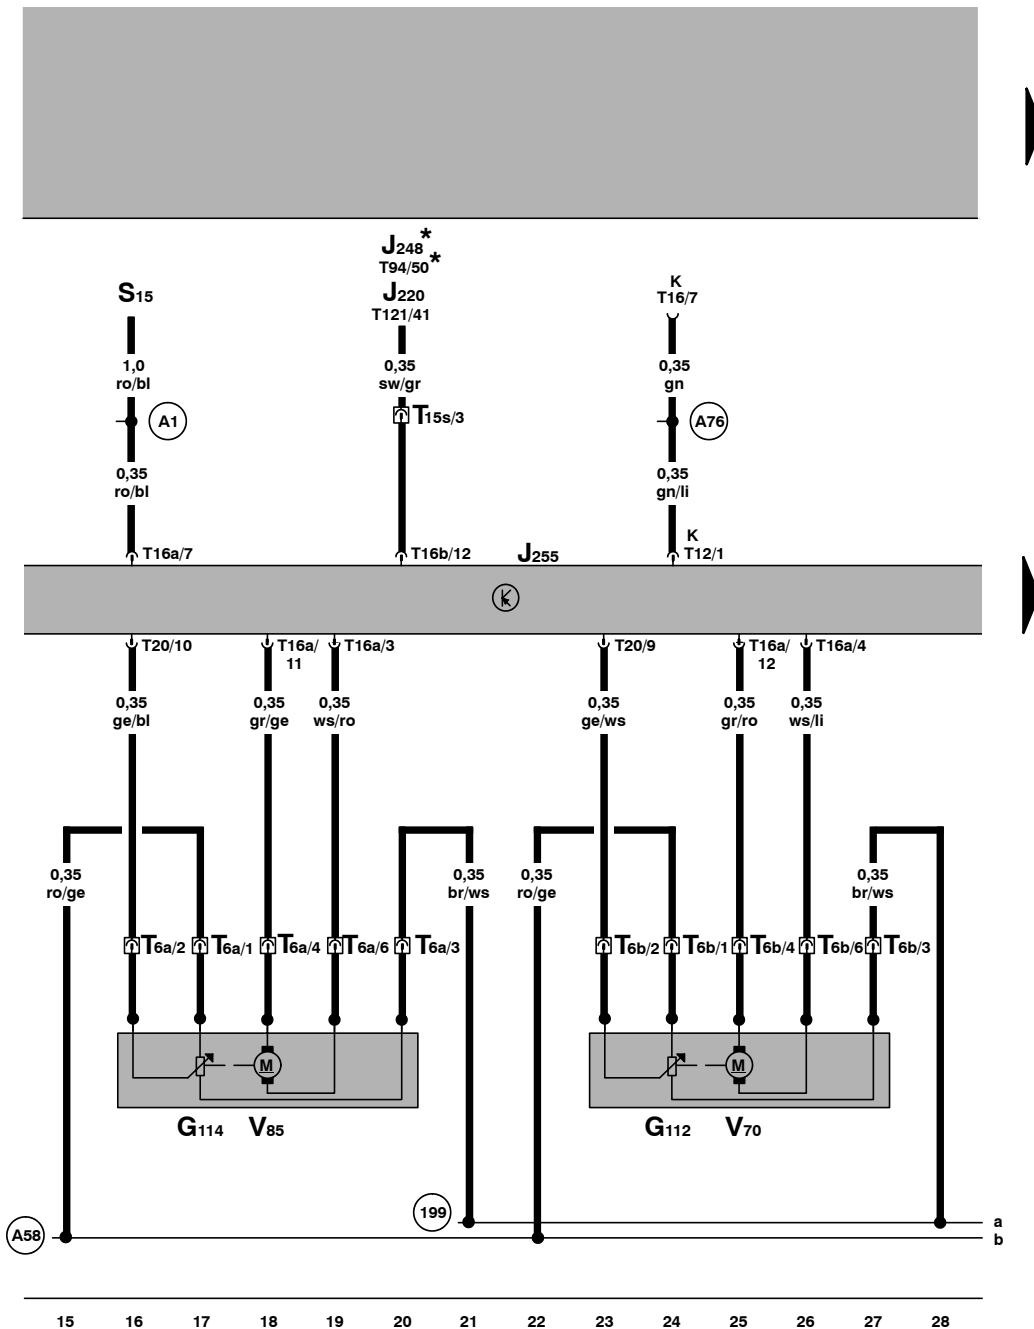 J248*
T94/50*
S15
J220
T121/41
K
T16/7
1,0
ro/bl
0,35
sw/gr
0,35
gn
A1
T15s/3
A76
0,35
ro/bl
0,35
gn/li
T16a/7
T16b/12
J255
K
T12/1
T20/10
T16a/
11
T16a/3
T20/9
T16a/
12
T16a/4
0,35
ge/bl
0,35
gr/ge
0,35
ws/ro
0,35
ge/ws
0,35
gr/ro
0,35
ws/li
0,35
ro/ge
0,35
br/ws
0,35
ro/ge
0,35
br/ws
T6a/2
T6a/1
T6a/4
T6a/6
T6a/3
T6b/2
T6b/1
T6b/4
T6b/6
T6b/3
M
M
G114
V85
G112
V70
199
a
A58
b
15 16 17 18 19 20 21 22 23 24 25 26 27 28